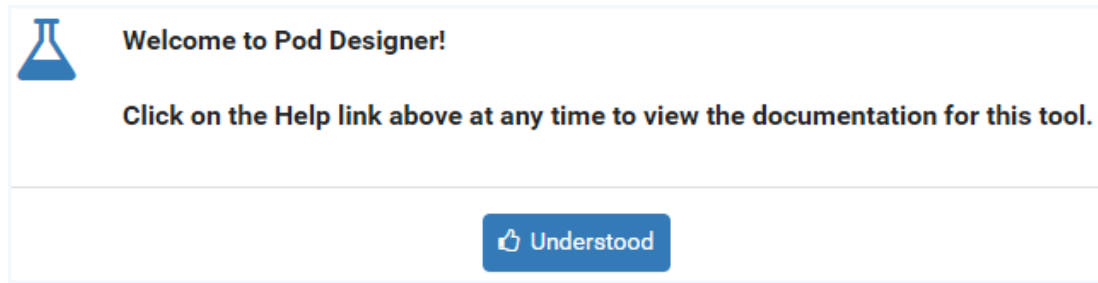 Welcome to Pod Designer!
Click on the Help link above at any time to view the documentation for this tool.
Understood